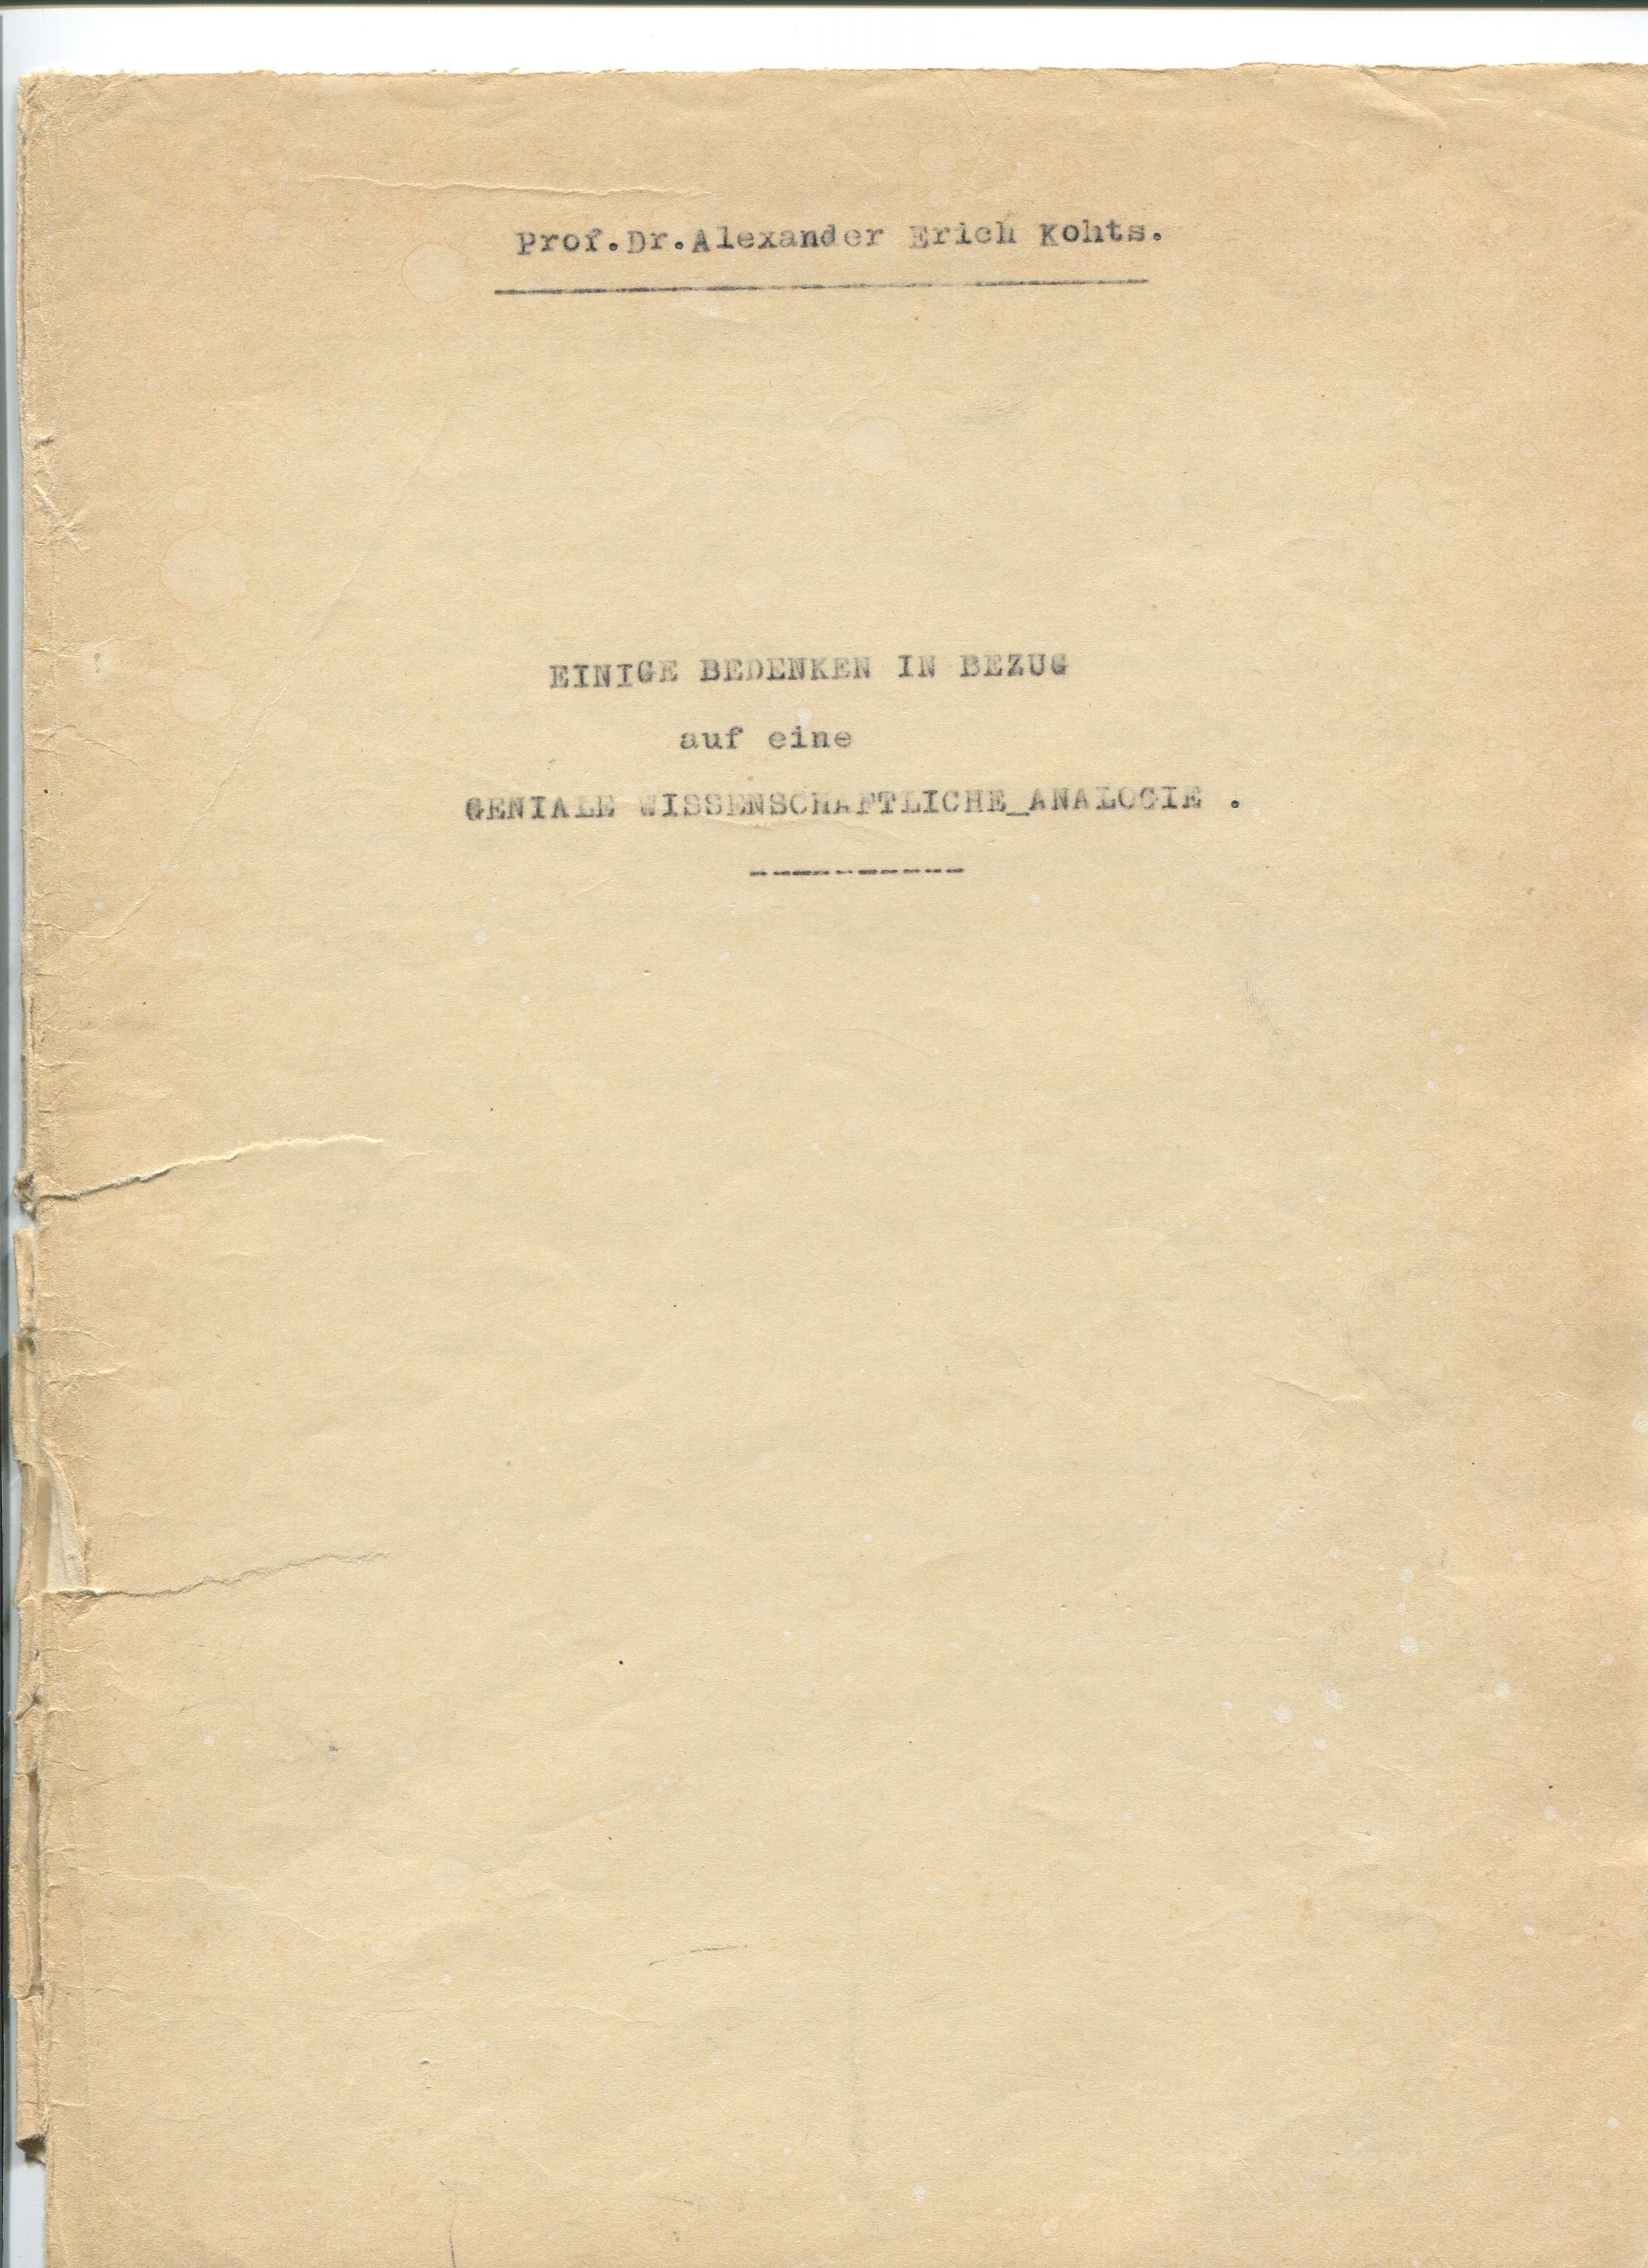 Prof.Dr.Alexander Erich Kohts.
EINIGE BEDENKEN IN BEZUG
auf eine
GENIALE WISSENSCHAFTLICHE_ANALOGIE .
------------